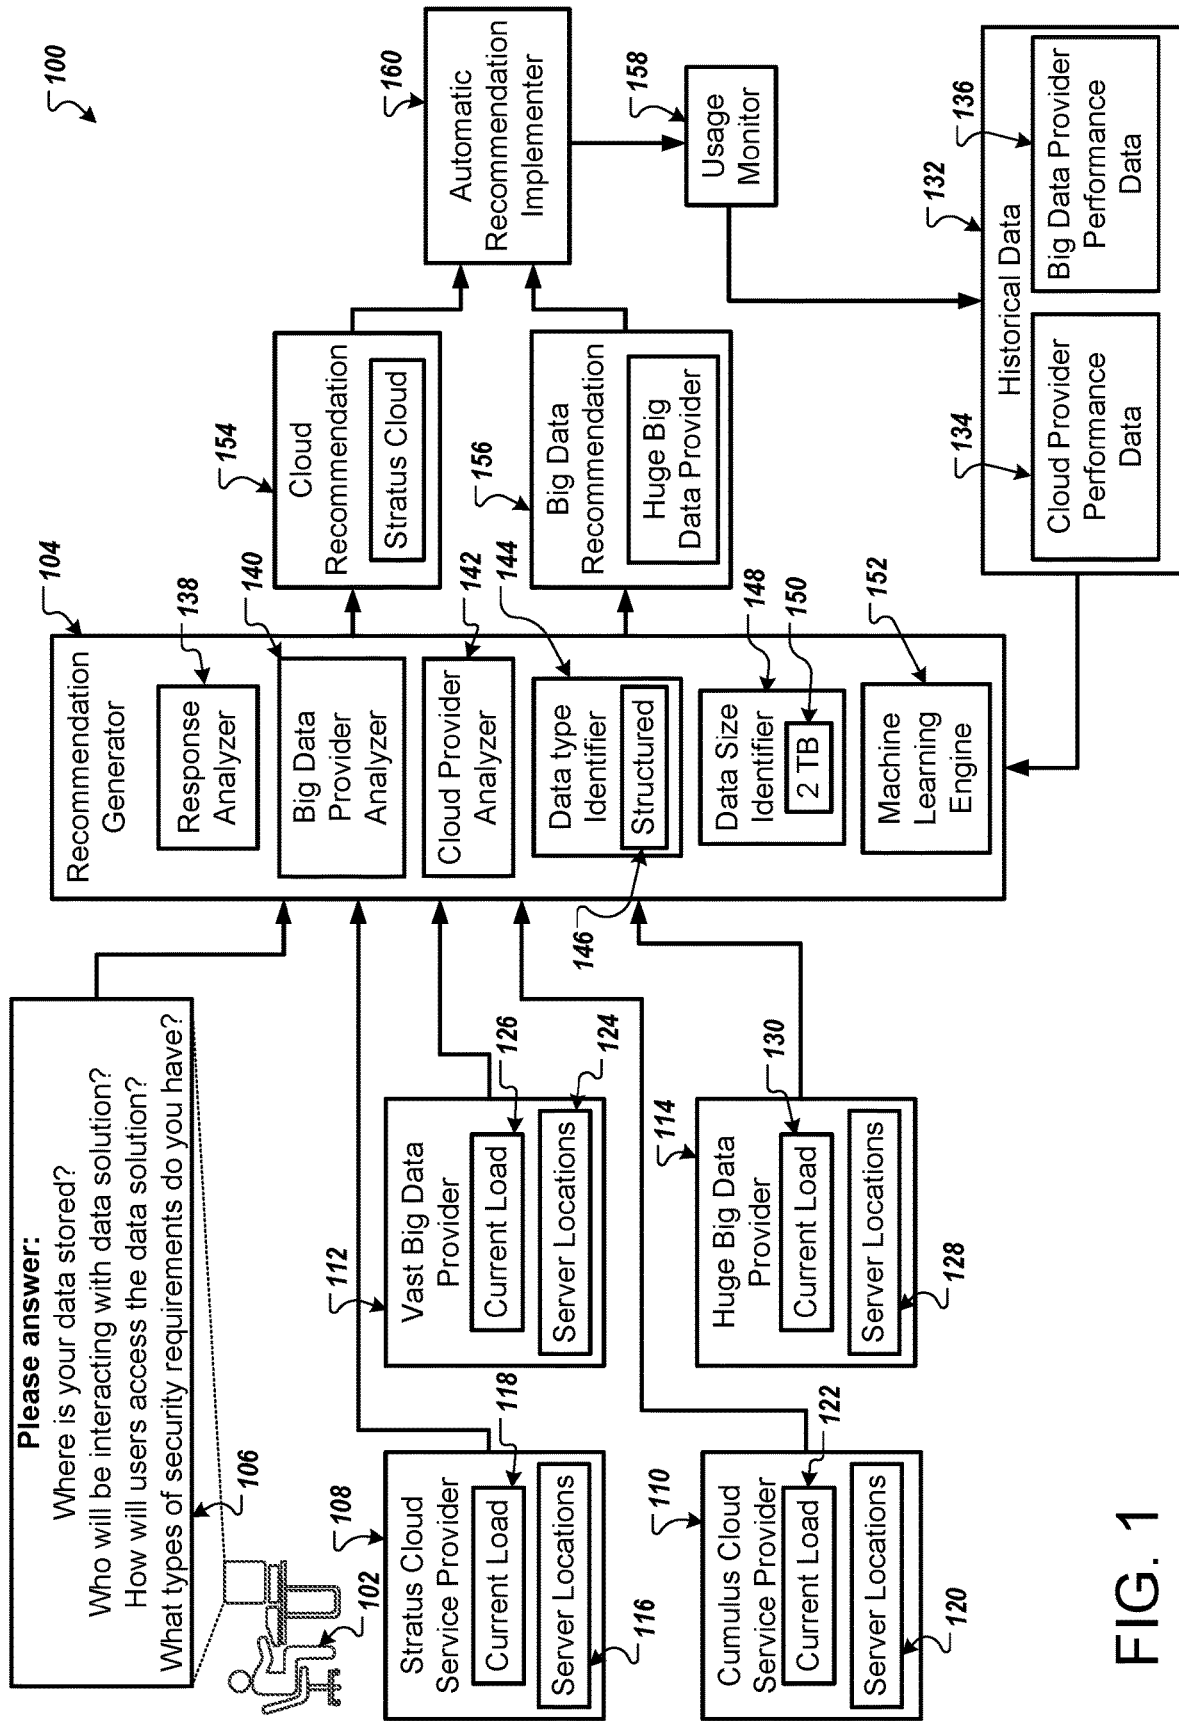 100
Please answer:
Where is your data stored?
Who will be interacting with data solution?
How will users access the data solution?
What types of security requirements do you have?
106
102
108
Stratus Cloud
Service Provider
118
Current Load
Server Locations
116
110
Cumulus Cloud
Service Provider
122
Current Load
Server Locations
120
112
Vast Big Data
Provider
126
Current Load
124
Server Locations
114
Huge Big Data
Provider
130
Current Load
Server Locations
128
104
Recommendation
Generator
138
Response
Analyzer
140
Big Data
Provider
Analyzer
142
Cloud Provider
Analyzer
144
Data type
Identifier
Structured
146
148
Data Size
Identifier
150
2 TB
152
Machine
Learning
Engine
154
Cloud
Recommendation
Stratus Cloud
156
Big Data
Recommendation
Huge Big
Data Provider
160
Automatic
Recommendation
Implementer
158
Usage
Monitor
132
Historical Data
134
Cloud Provider
Performance
Data
136
Big Data Provider
Performance
Data
FIG. 1